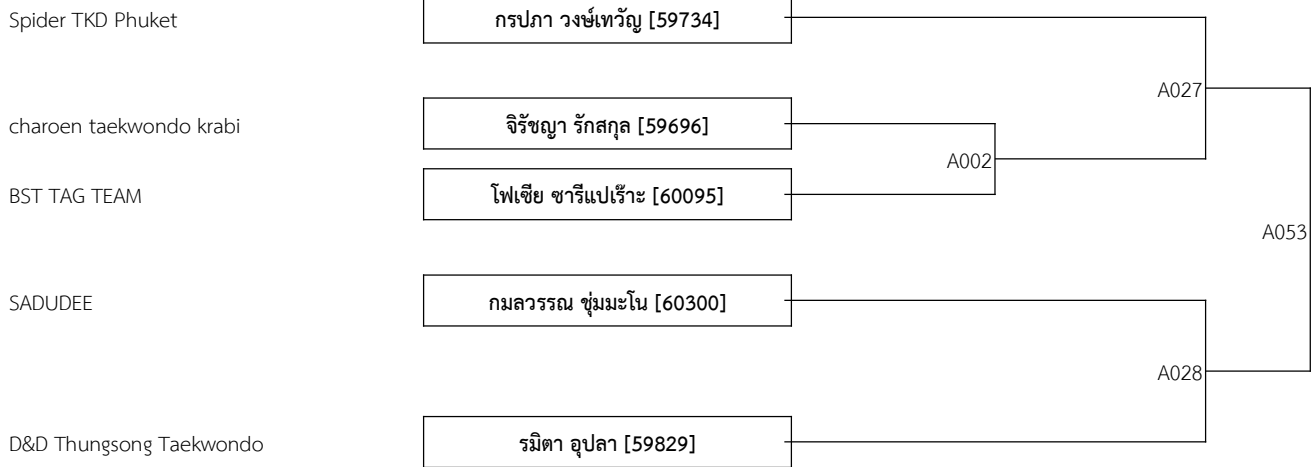 Spider TKD Phuket กรปภา วงษ์เทวัญ [59734]
A027
charoen taekwondo krabi จิรัชญา รักสกุล [59696]
A002
BST TAG TEAM โฟเซีย ซารีแปเร๊าะ [60095]
A053
SADUDEE กมลวรรณ ชุ่มมะโน [60300]
A028
D&D Thungsong Taekwondo รมิตา อุปลา [59829]